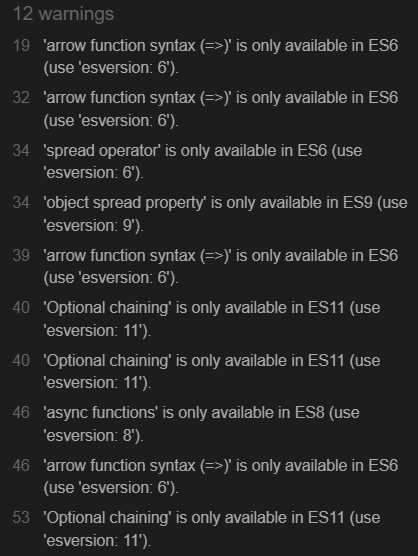 12 warnings
19 'arrow function syntax (=>)' is only available in ES6
(use 'esversion: 6').
32 'arrow function syntax (=>)' is only available in ES6
(use 'esversion: 6').
34 'spread operator' is only available in ES6 (use
'esversion: 6').
34 'object spread property' is only available in ES9 (use
'esversion: 9').
39 'arrow function syntax (=>)' is only available in ES6
(use 'esversion: 6').
40 'Optional chaining' is only available in ES11 (use
'esversion: 11').
40 'Optional chaining' is only available in ES11 (use
'esversion: 11').
46 'async functions' is only available in ES8 (use
'esversion: 8').
46 'arrow function syntax (=>)' is only available in ES6
(use 'esversion: 6').
53 'Optional chaining' is only available in ES11 (use
'esversion: 11').